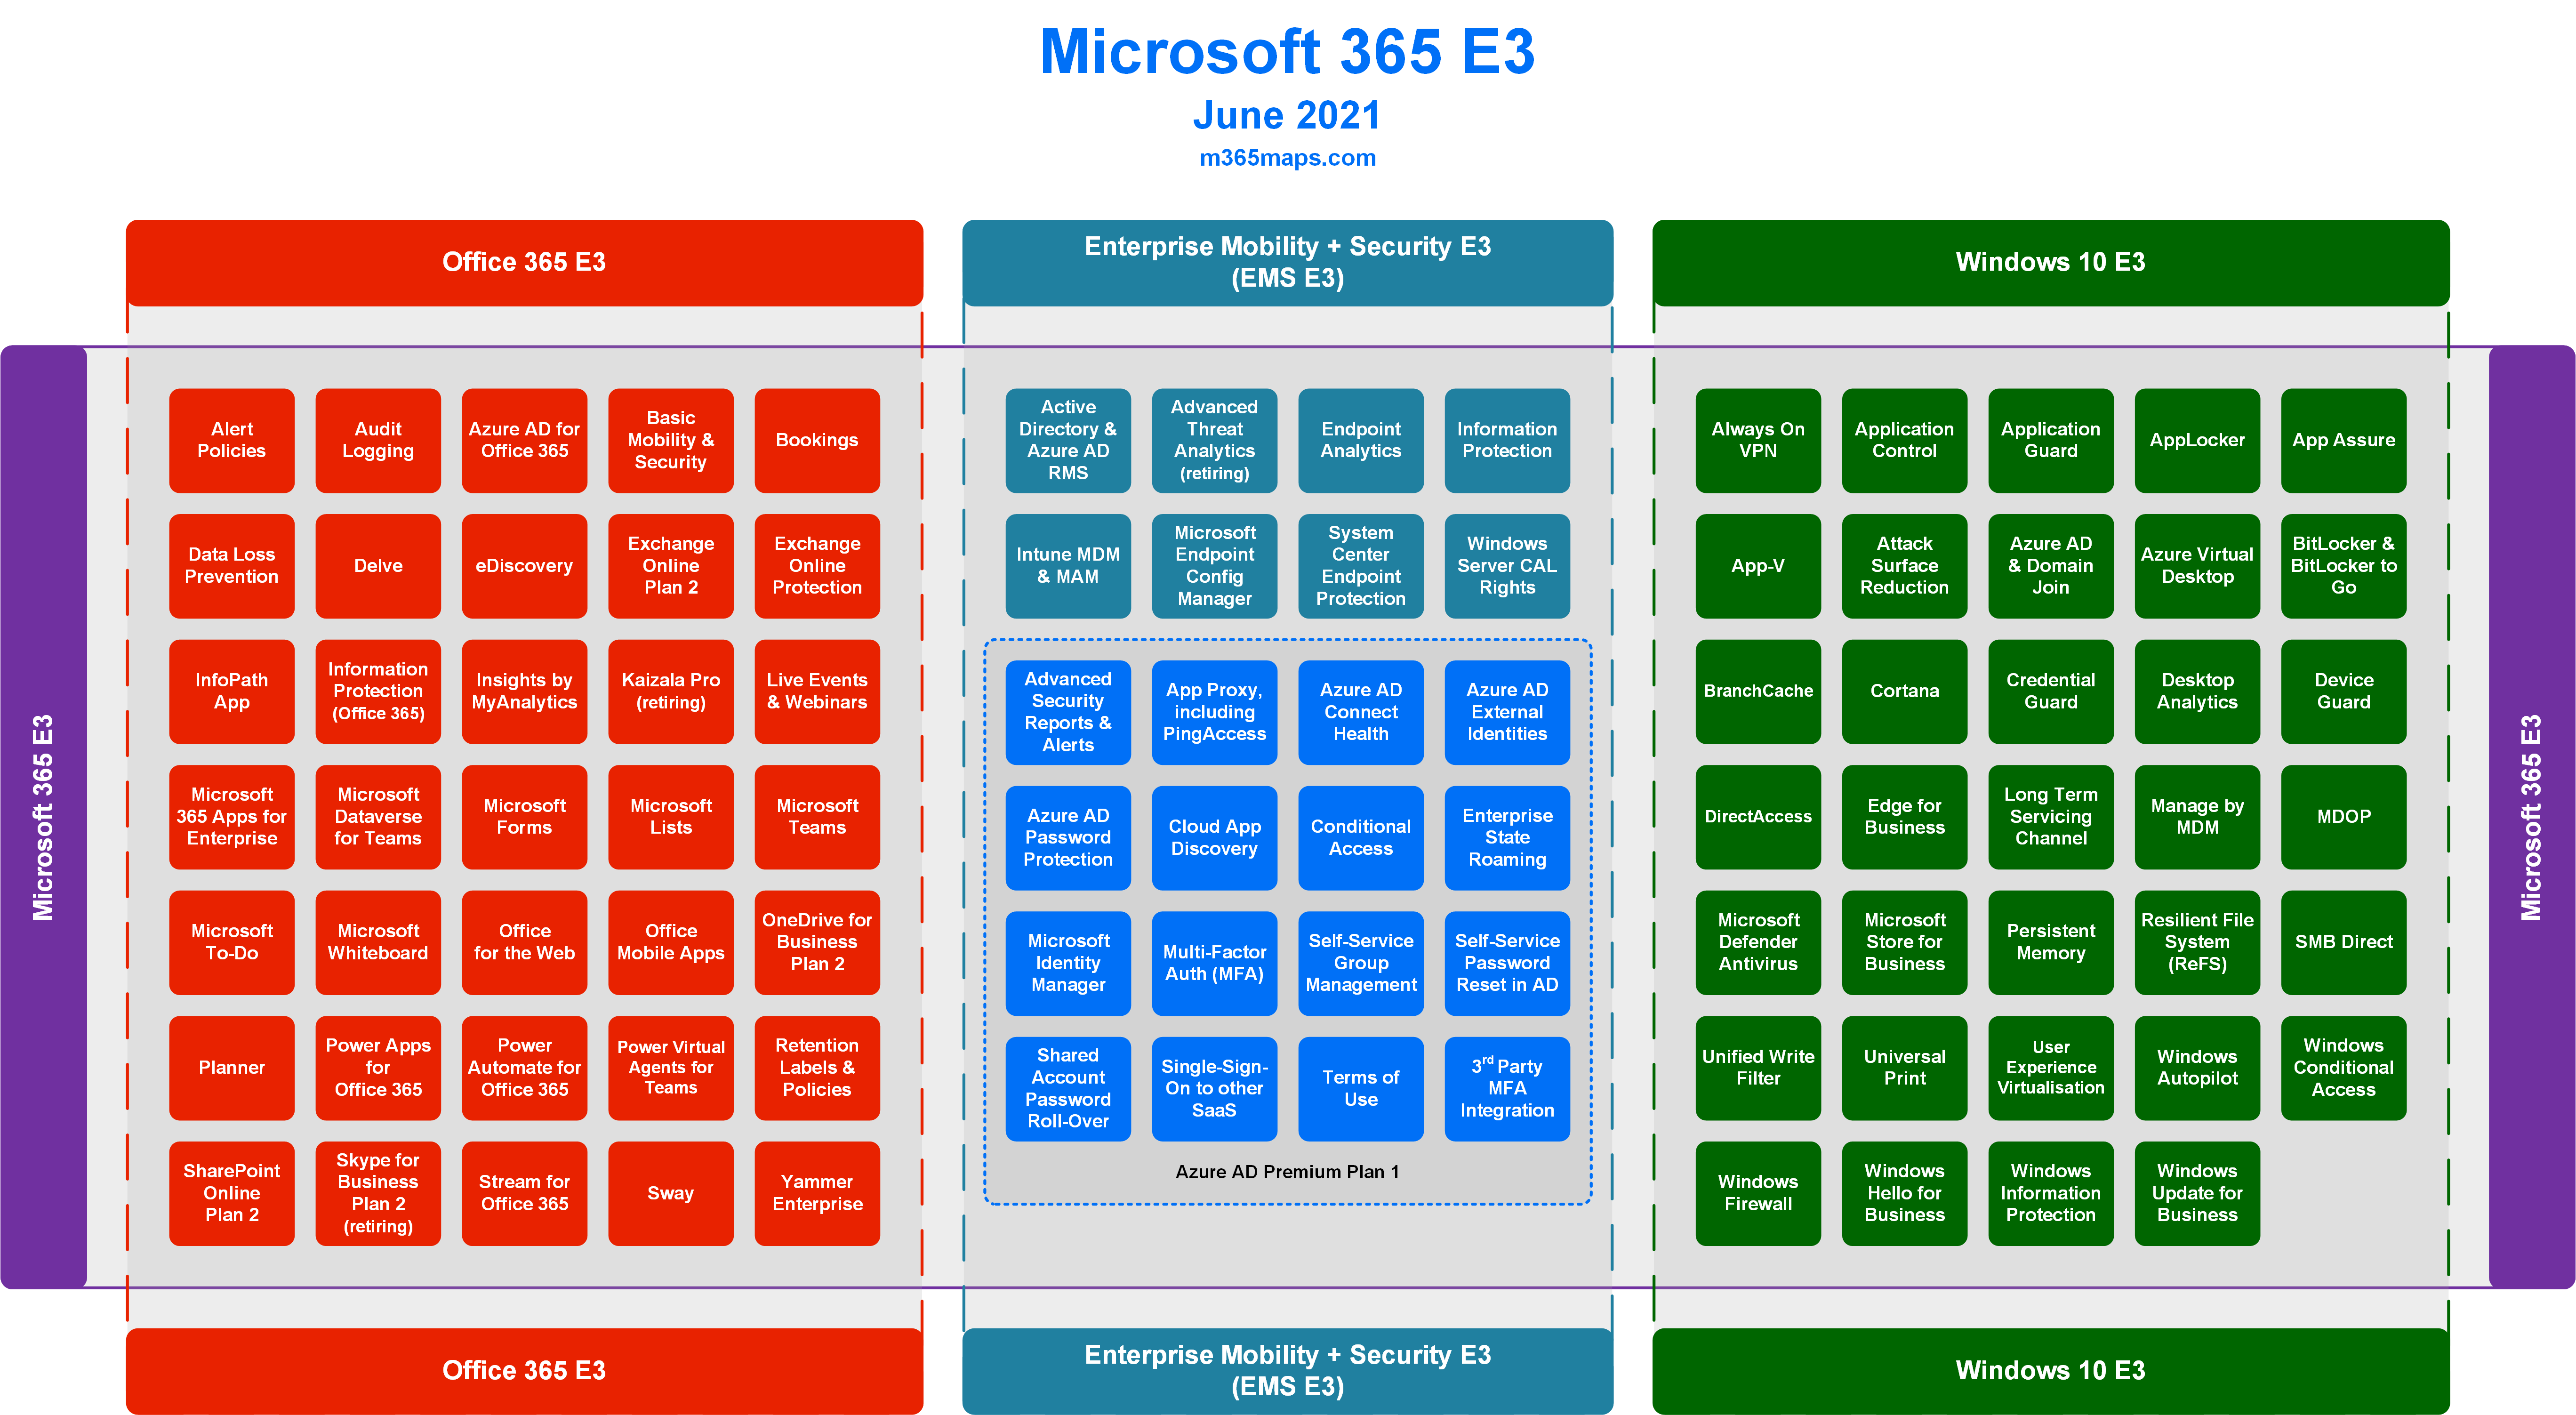 Microsoft 365 E3
June 2021
m365maps.com
Office 365 E3
Enterprise Mobility + Security E3
(EMS E3)
Windows 10 E3
Microsoft 365 E3
Alert
Policies
Audit
Logging
Azure AD for
Office 365
Basic
Mobility &
Security
Bookings
Data Loss
Prevention
Delve
eDiscovery
Exchange
Online
Plan 2
Exchange
Online
Protection
InfoPath
App
Information
Protection
(Office 365)
Insights by
MyAnalytics
Kaizala Pro
(retiring)
Live Events
& Webinars
Microsoft
365 Apps for
Enterprise
Microsoft
Dataverse
for Teams
Microsoft
Forms
Microsoft
Lists
Microsoft
Teams
Microsoft
To-Do
Microsoft
Whiteboard
Office
for the Web
Office
Mobile Apps
OneDrive for
Business
Plan 2
Planner
Power Apps
for
Office 365
Power
Automate for
Office 365
Power Virtual
Agents for
Teams
Retention
Labels &
Policies
SharePoint
Online
Plan 2
Skype for
Business
Plan 2
(retiring)
Stream for
Office 365
Sway
Yammer
Enterprise
Active
Directory &
Azure AD
RMS
Advanced
Threat
Analytics
(retiring)
Endpoint
Analytics
Information
Protection
Intune MDM
& MAM
Microsoft
Endpoint
Config
Manager
System
Center
Endpoint
Protection
Windows
Server CAL
Rights
Advanced
Security
Reports &
Alerts
App Proxy,
including
PingAccess
Azure AD
Connect
Health
Azure AD
External
Identities
Azure AD
Password
Protection
Cloud App
Discovery
Conditional
Access
Enterprise
State
Roaming
Microsoft
Identity
Manager
Multi-Factor
Auth (MFA)
Self-Service
Group
Management
Self-Service
Password
Reset in AD
Shared
Account
Password
Roll-Over
Single-Sign-
On to other
SaaS
Terms of
Use
3rd Party
MFA
Integration
Azure AD Premium Plan 1
Always On
VPN
Application
Control
Application
Guard
AppLocker
App Assure
App-V
Attack
Surface
Reduction
Azure AD
& Domain
Join
Azure Virtual
Desktop
BitLocker &
BitLocker to
Go
BranchCache
Cortana
Credential
Guard
Desktop
Analytics
Device
Guard
DirectAccess
Edge for
Business
Long Term
Servicing
Channel
Manage by
MDM
MDOP
Microsoft
Defender
Antivirus
Microsoft
Store for
Business
Persistent
Memory
Resilient File
System
(ReFS)
SMB Direct
Unified Write
Filter
Universal
Print
User
Experience
Virtualisation
Windows
Autopilot
Windows
Conditional
Access
Windows
Firewall
Windows
Hello for
Business
Windows
Information
Protection
Windows
Update for
Business
Microsoft 365 E3
Office 365 E3
Enterprise Mobility + Security E3
(EMS E3)
Windows 10 E3